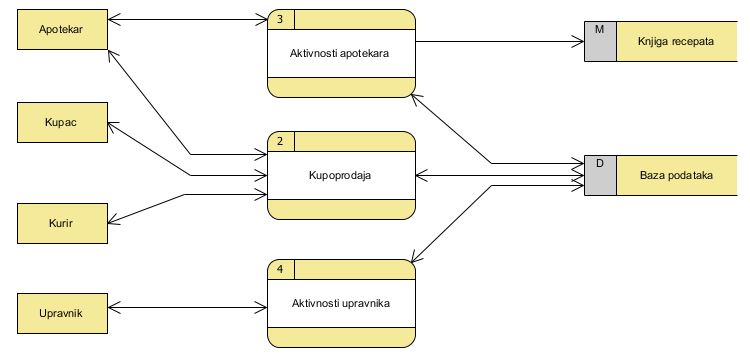 Apotekar
3
Aktivnosti apotekara
M
Knjiga recepata
Kupac
2
Kupoprodaja
D
Baza podataka
Kurir
4
Aktivnosti upravnika
Upravnik